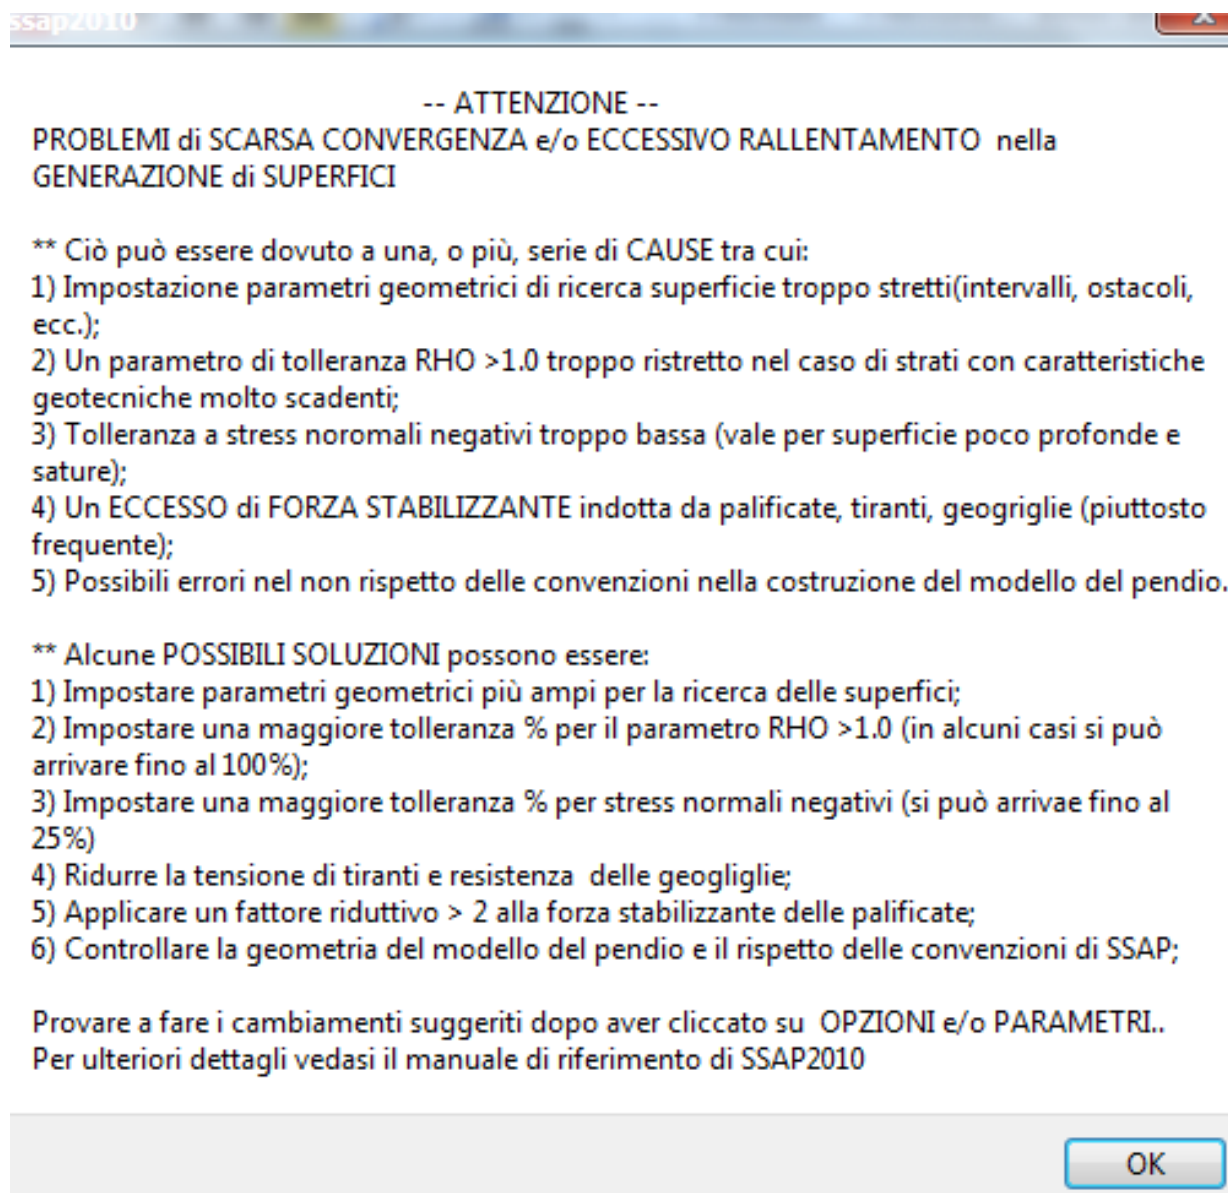 ssap2010
-- ATTENZIONE --
PROBLEMI di SCARSA CONVERGENZA e/o ECCESSIVO RALLENTAMENTO nella
GENERAZIONE di SUPERFICI
** Ciò può essere dovuto a una, o più, serie di CAUSE tra cui:
1) Impostazione parametri geometrici di ricerca superficie troppo stretti(intervalli, ostacoli,
ecc.);
2) Un parametro di tolleranza RHO >1.0 troppo ristretto nel caso di strati con caratteristiche
geotecniche molto scadenti;
3) Tolleranza a stress noromali negativi troppo bassa (vale per superficie poco profonde e
sature);
4) Un ECCESSO di FORZA STABILIZZANTE indotta da palificate, tiranti, geogriglie (piuttosto
frequente);
5) Possibili errori nel non rispetto delle convenzioni nella costruzione del modello del pendio.
** Alcune POSSIBILI SOLUZIONI possono essere:
1) Impostare parametri geometrici più ampi per la ricerca delle superfici;
2) Impostare una maggiore tolleranza % per il parametro RHO >1.0 (in alcuni casi si può
arrivare fino al 100%);
3) Impostare una maggiore tolleranza % per stress normali negativi (si può arrivae fino al
25%)
4) Ridurre la tensione di tiranti e resistenza delle geogliglie;
5) Applicare un fattore riduttivo > 2 alla forza stabilizzante delle palificate;
6) Controllare la geometria del modello del pendio e il rispetto delle convenzioni di SSAP;
Provare a fare i cambiamenti suggeriti dopo aver cliccato su OPZIONI e/o PARAMETRI..
Per ulteriori dettagli vedasi il manuale di riferimento di SSAP2010
OK